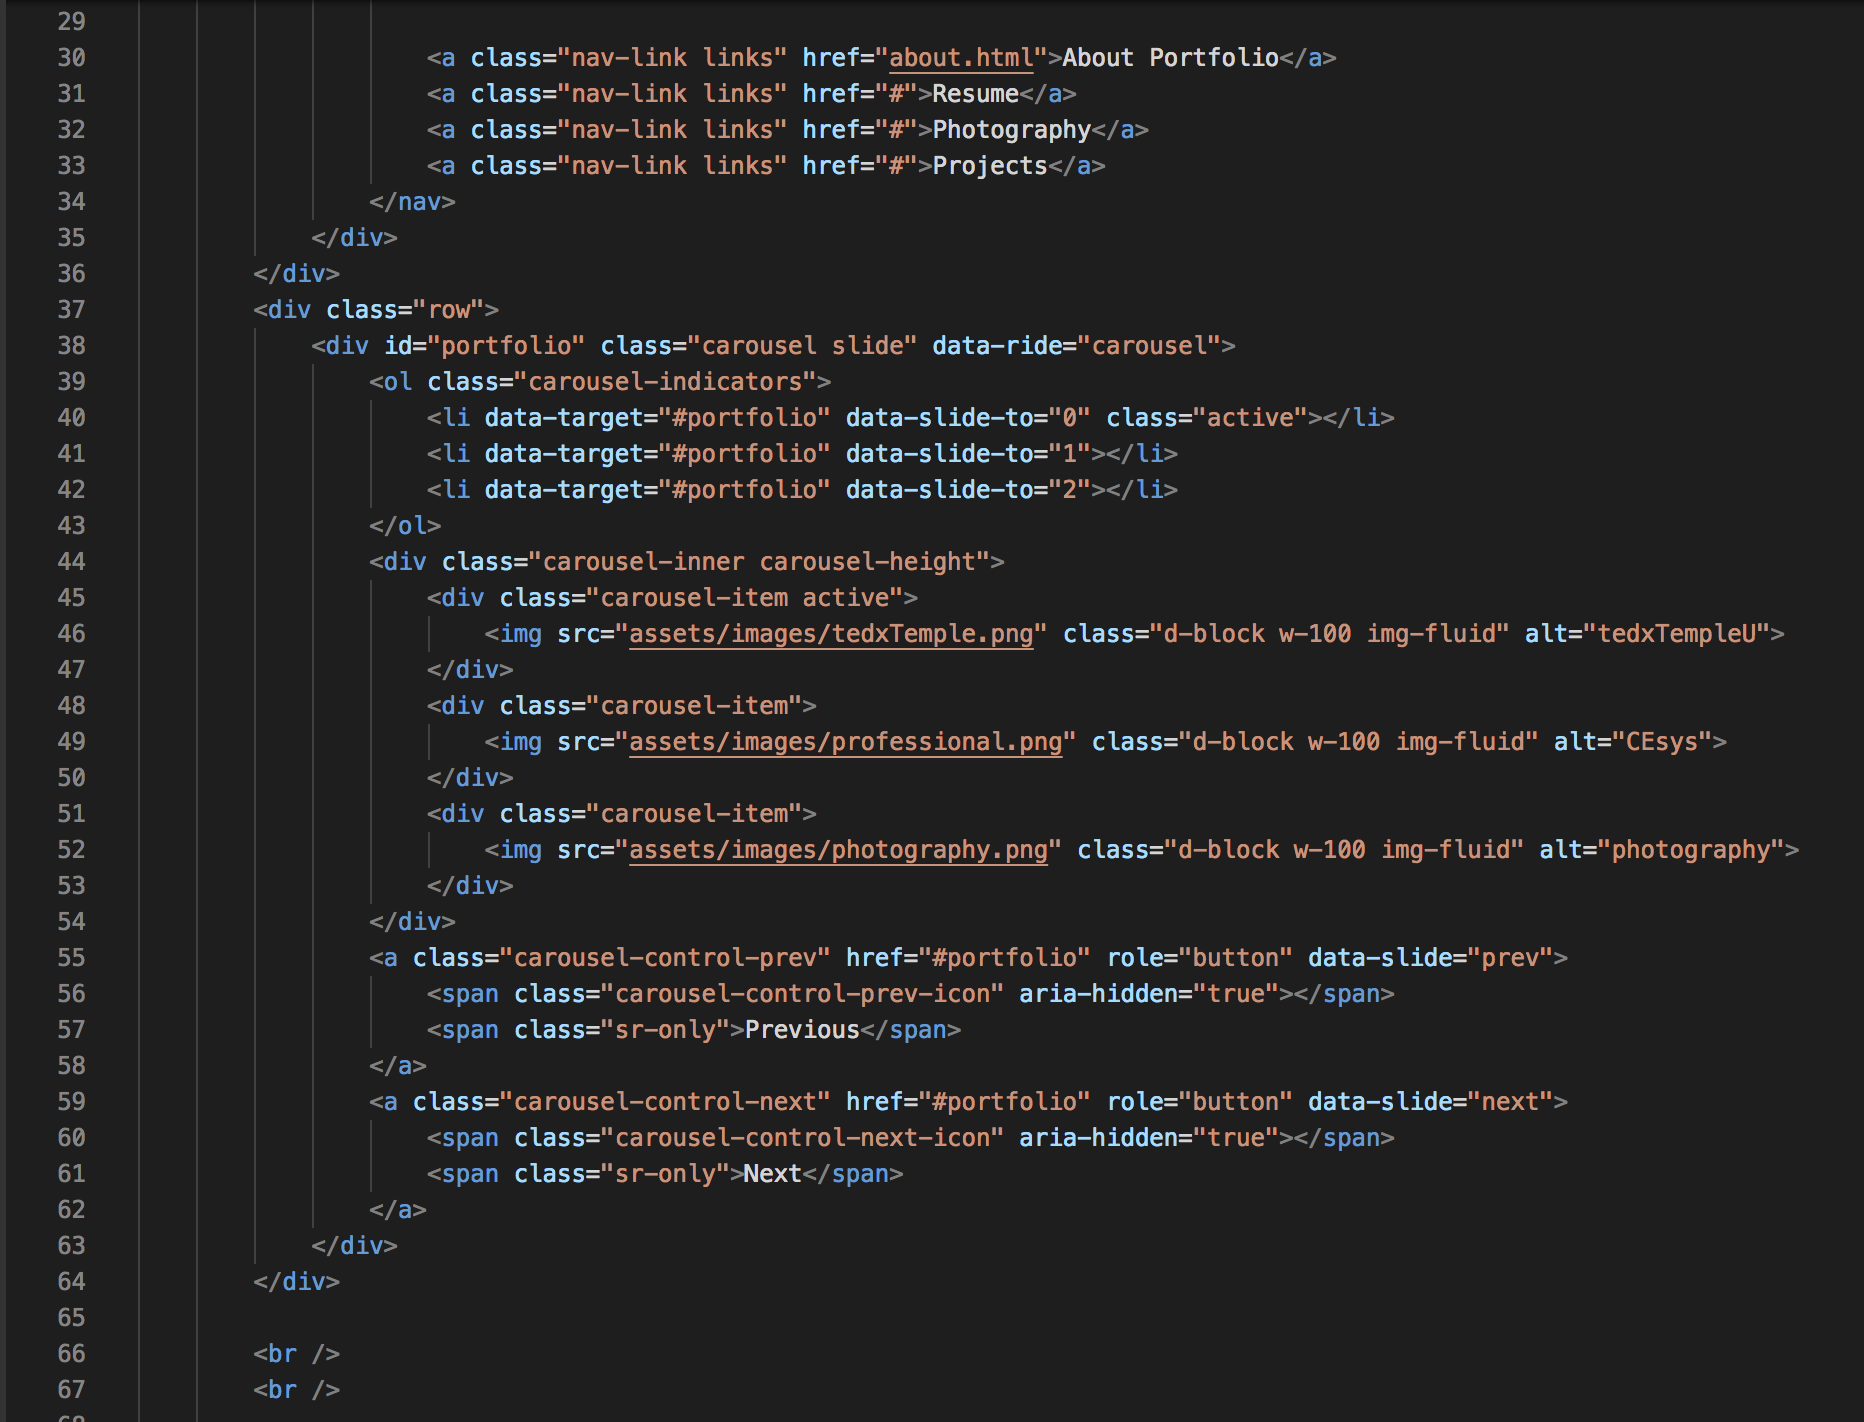 29
30 <a class="nav-link links" href="about.html">About Portfolio</a>
31 <a class="nav-link links" href="#">Resume</a>
32 <a class="nav-link links" href="#">Photography</a>
33 <a class="nav-link links" href="#">Projects</a>
34 </nav>
35 </div>
36 </div>
37 <div class="row">
38 <div id="portfolio" class="carousel slide" data-ride="carousel">
39 <ol class="carousel-indicators">
40 <li data-target="#portfolio" data-slide-to="0" class="active"></li>
41 <li data-target="#portfolio" data-slide-to="1"></li>
42 <li data-target="#portfolio" data-slide-to="2"></li>
43 </ol>
44 <div class="carousel-inner carousel-height">
45 <div class="carousel-item active">
46 <img src="assets/images/tedxTemple.png" class="d-block w-100 img-fluid" alt="tedxTempleU">
47 </div>
48 <div class="carousel-item">
49 <img src="assets/images/professional.png" class="d-block w-100 img-fluid" alt="CEsys">
50 </div>
51 <div class="carousel-item">
52 <img src="assets/images/photography.png" class="d-block w-100 img-fluid" alt="photography">
53 </div>
54 </div>
55 <a class="carousel-control-prev" href="#portfolio" role="button" data-slide="prev">
56 <span class="carousel-control-prev-icon" aria-hidden="true"></span>
57 <span class="sr-only">Previous</span>
58 </a>
59 <a class="carousel-control-next" href="#portfolio" role="button" data-slide="next">
60 <span class="carousel-control-next-icon" aria-hidden="true"></span>
61 <span class="sr-only">Next</span>
62 </a>
63 </div>
64 </div>
65
66 <br />
67 <br />